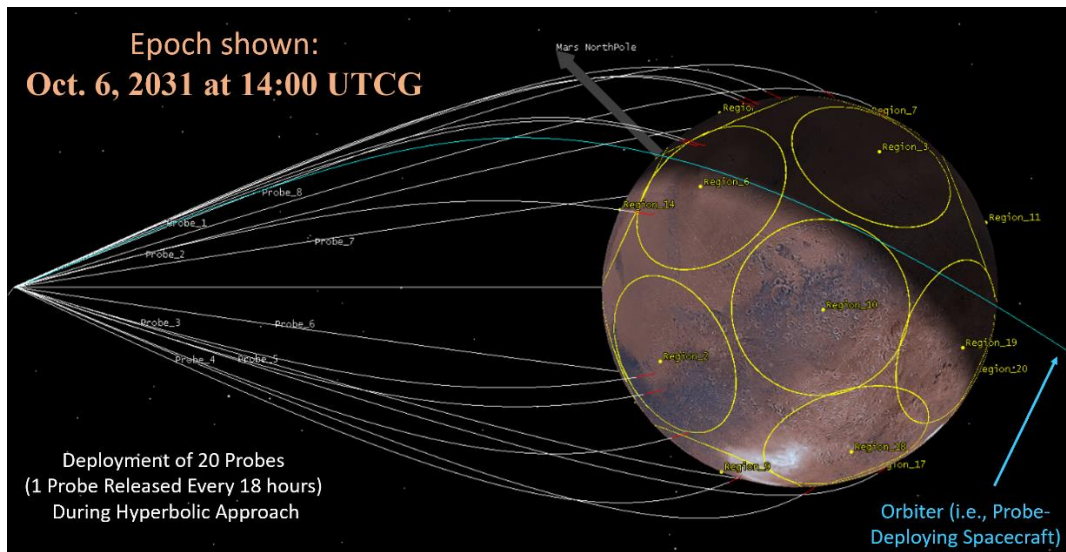 Epoch shown:
Oct. 6, 2031 at 14:00 UTCG
Mars NorthPole
Region
Region_7
Region_3
Region_6
Probe_8
Region_14
Region_11
Probe_1
Probe_7
Probe_2
Region_10
Probe_3
Probe_6
Region_19
Probe_4
Probe_5
Region_2
Region_20
Region_18
Region_17
Region_9
Deployment of 20 Probes
(1 Probe Released Every 18 hours)
During Hyperbolic Approach
Orbiter (i.e., Probe-
Deploying Spacecraft)